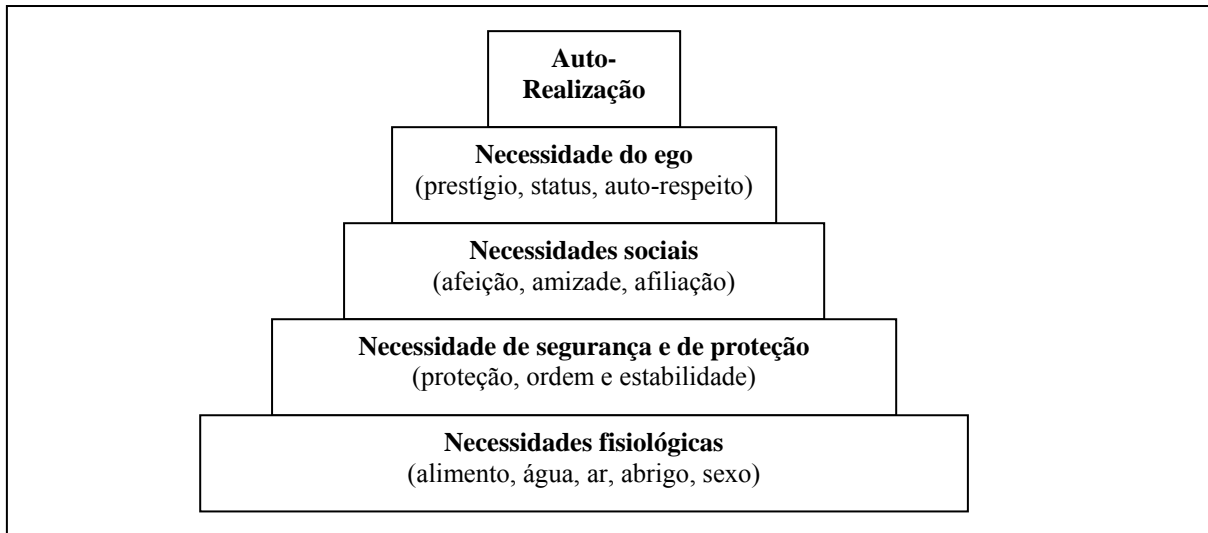 Auto-
Realização
Necessidade do ego
(prestígio, status, auto-respeito)
Necessidades sociais
(afeição, amizade, afiliação)
Necessidade de segurança e de proteção
(proteção, ordem e estabilidade)
Necessidades fisiológicas
(alimento, água, ar, abrigo, sexo)